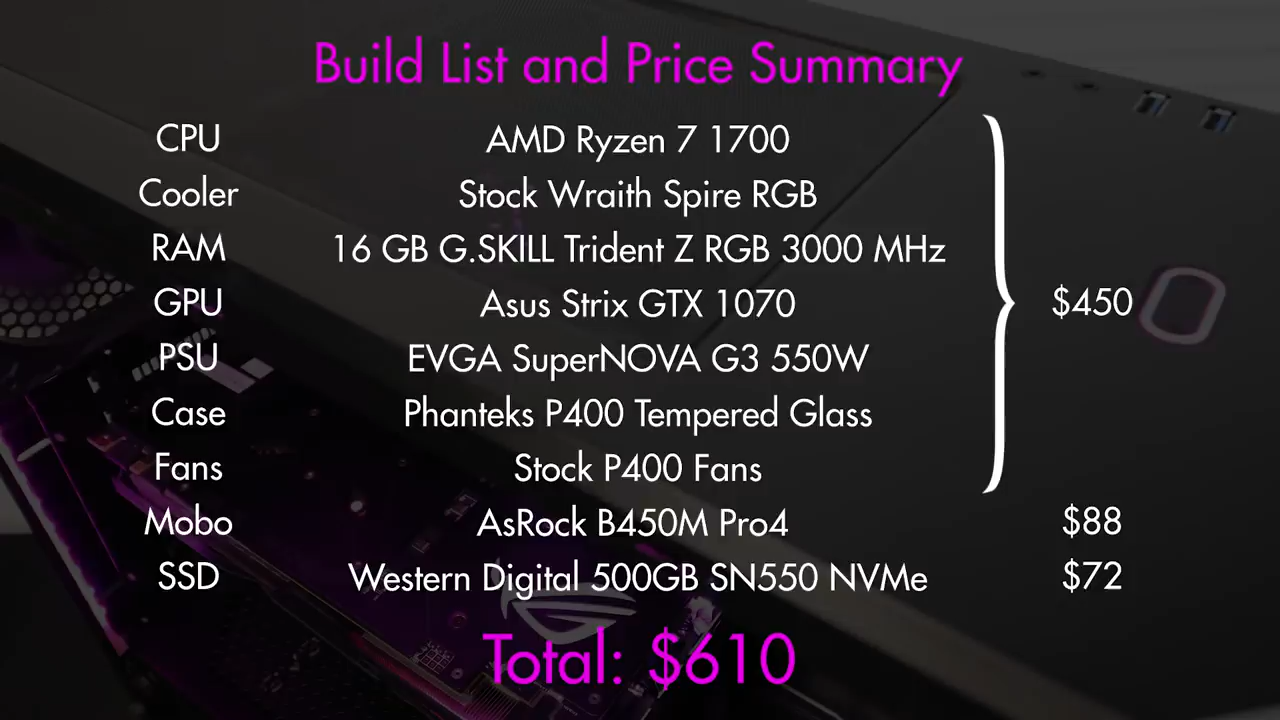 Build List and Price Summary
CPU AMD Ryzen 7 1700
Cooler Stock Wraith Spire RGB
RAM 16 GB G.SKILL Trident Z RGB 3000 MHz
GPU Asus Strix GTX 1070 $450
PSU EVGA SuperNOVA G3 550W
Case Phanteks P400 Tempered Glass
Fans Stock P400 Fans
Mobo AsRock B450M Pro4 $88
SSD Western Digital 500GB SN550 NVMe $72
Total: $610